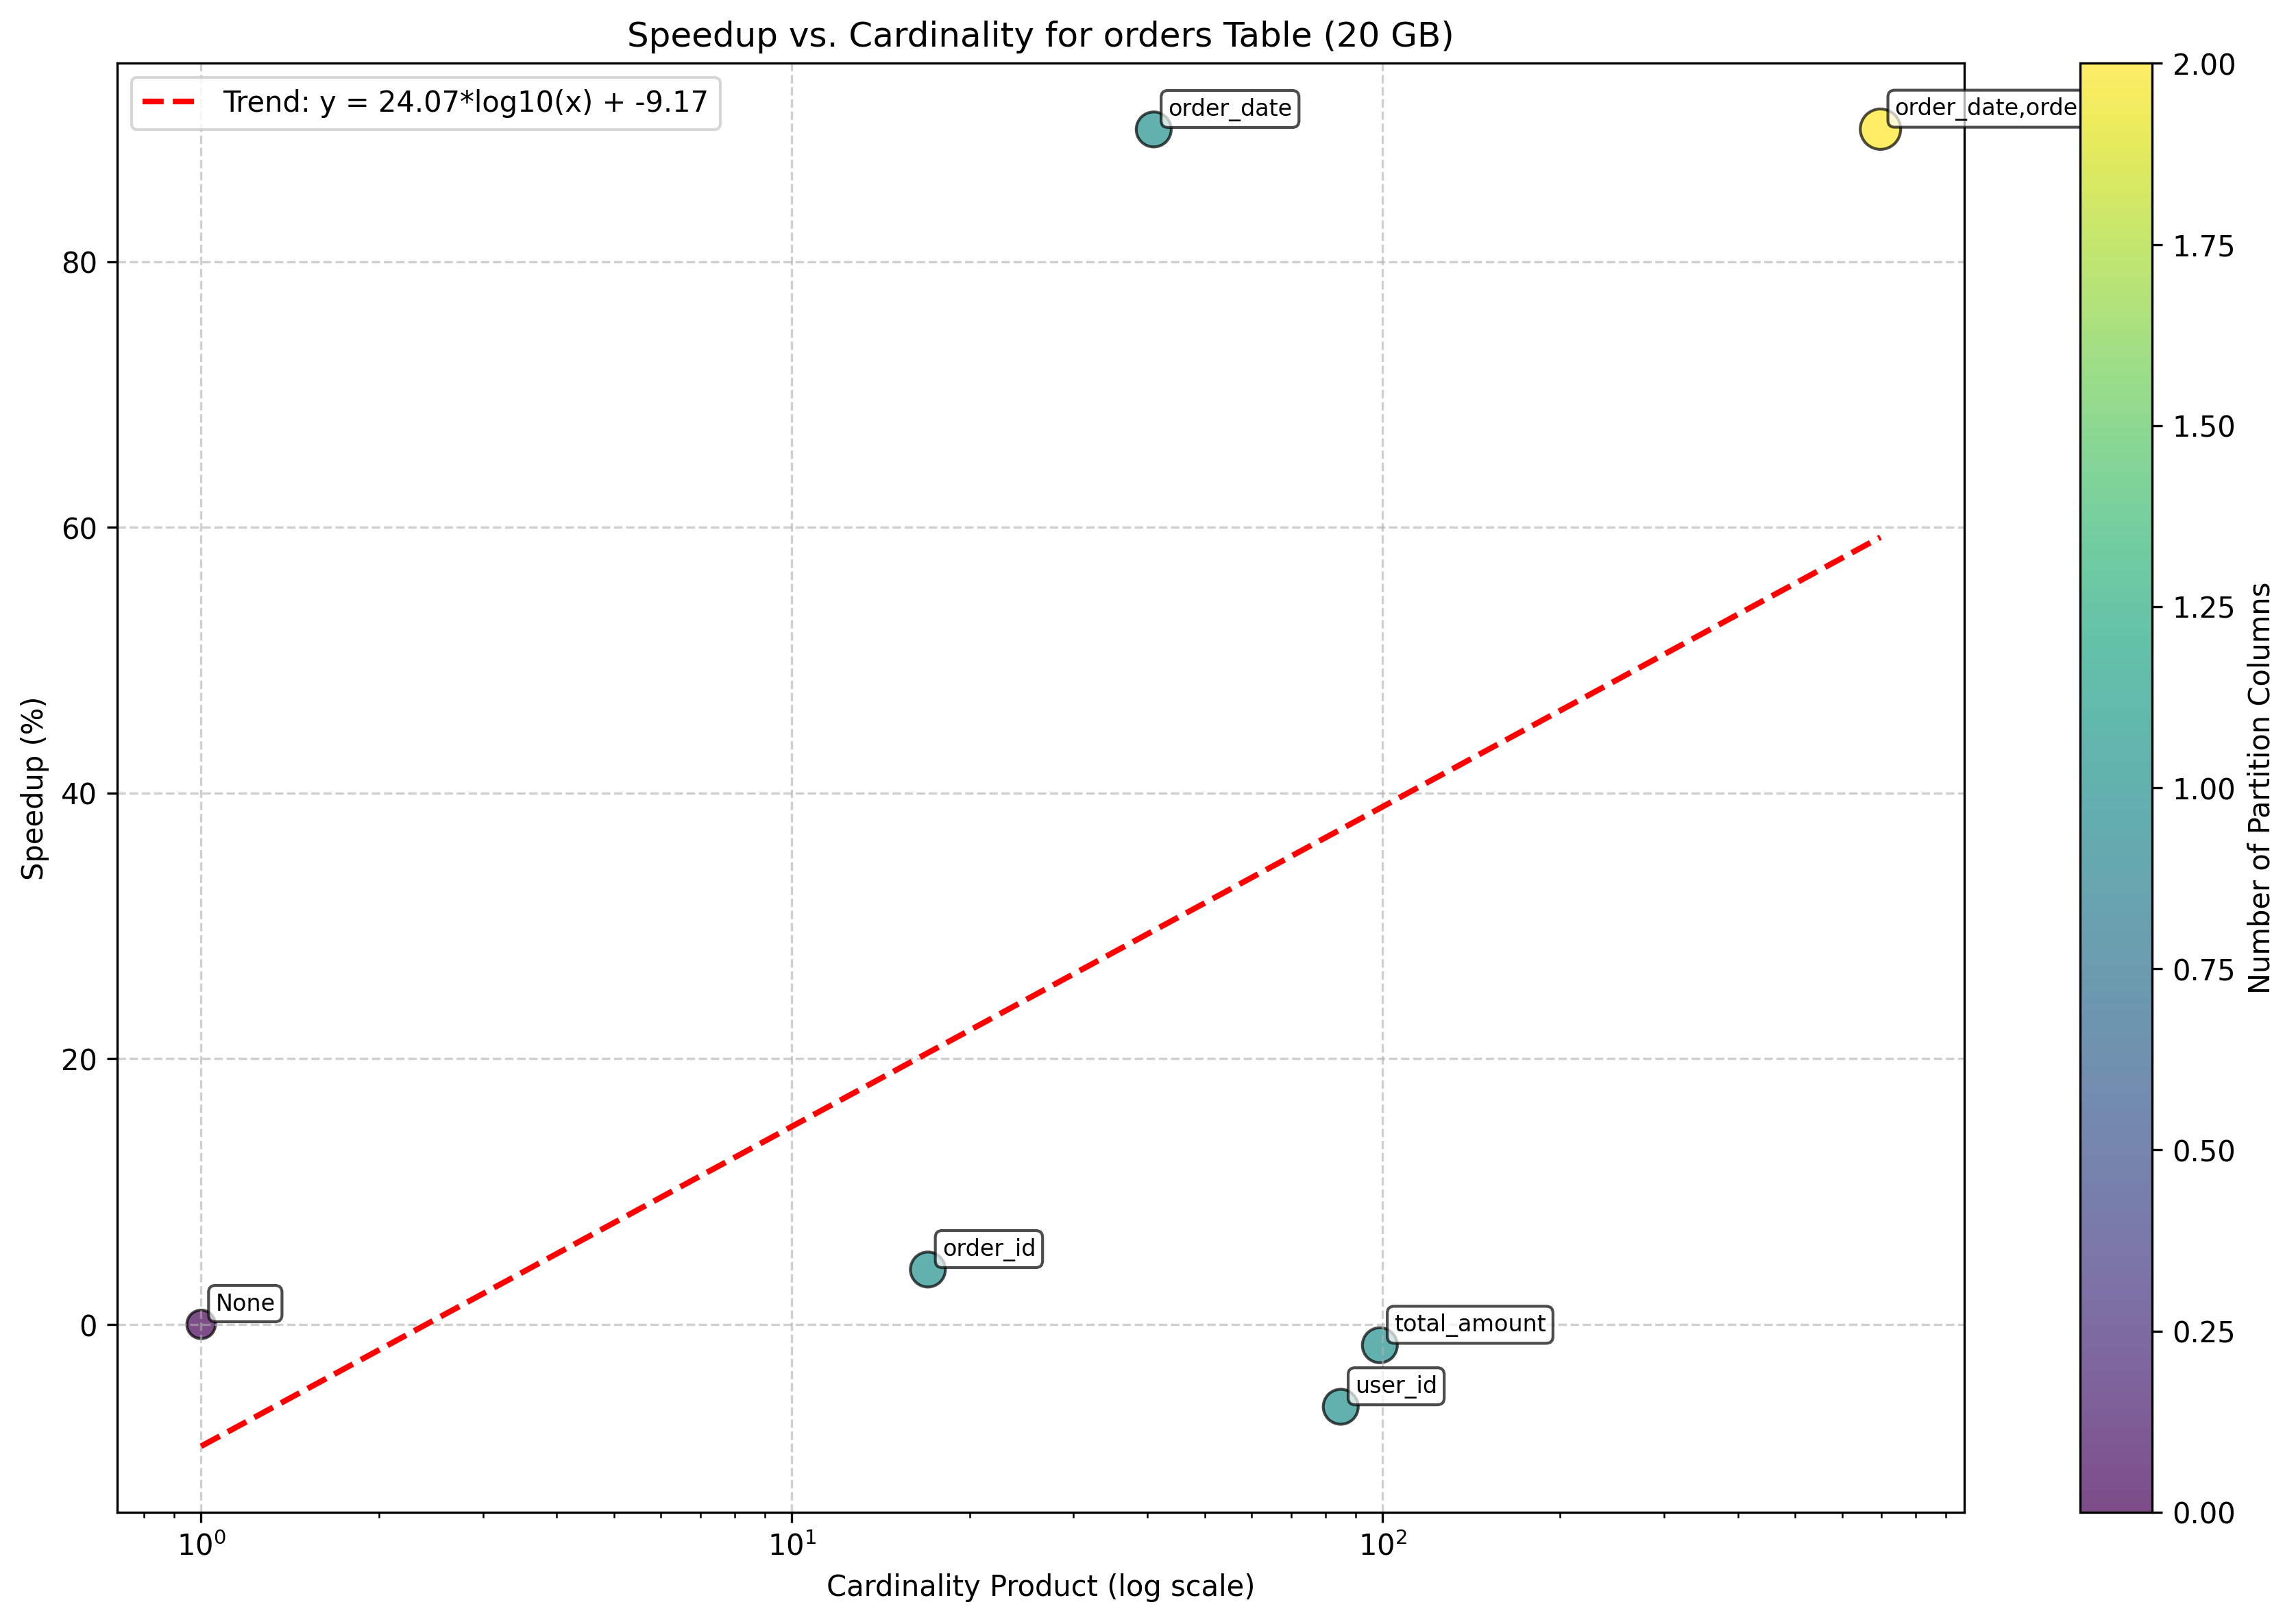 Speedup vs. Cardinality for orders Table (20 GB)
Trend: y = 24.07*log10(x) + -9.17
order_date
order_date,orde
order_id
None
total_amount
user_id
80
60
40
20
0
Speedup (%)
10⁰
10¹
10²
Cardinality Product (log scale)
2.00
1.75
1.50
1.25
1.00
0.75
0.50
0.25
0.00
Number of Partition Columns